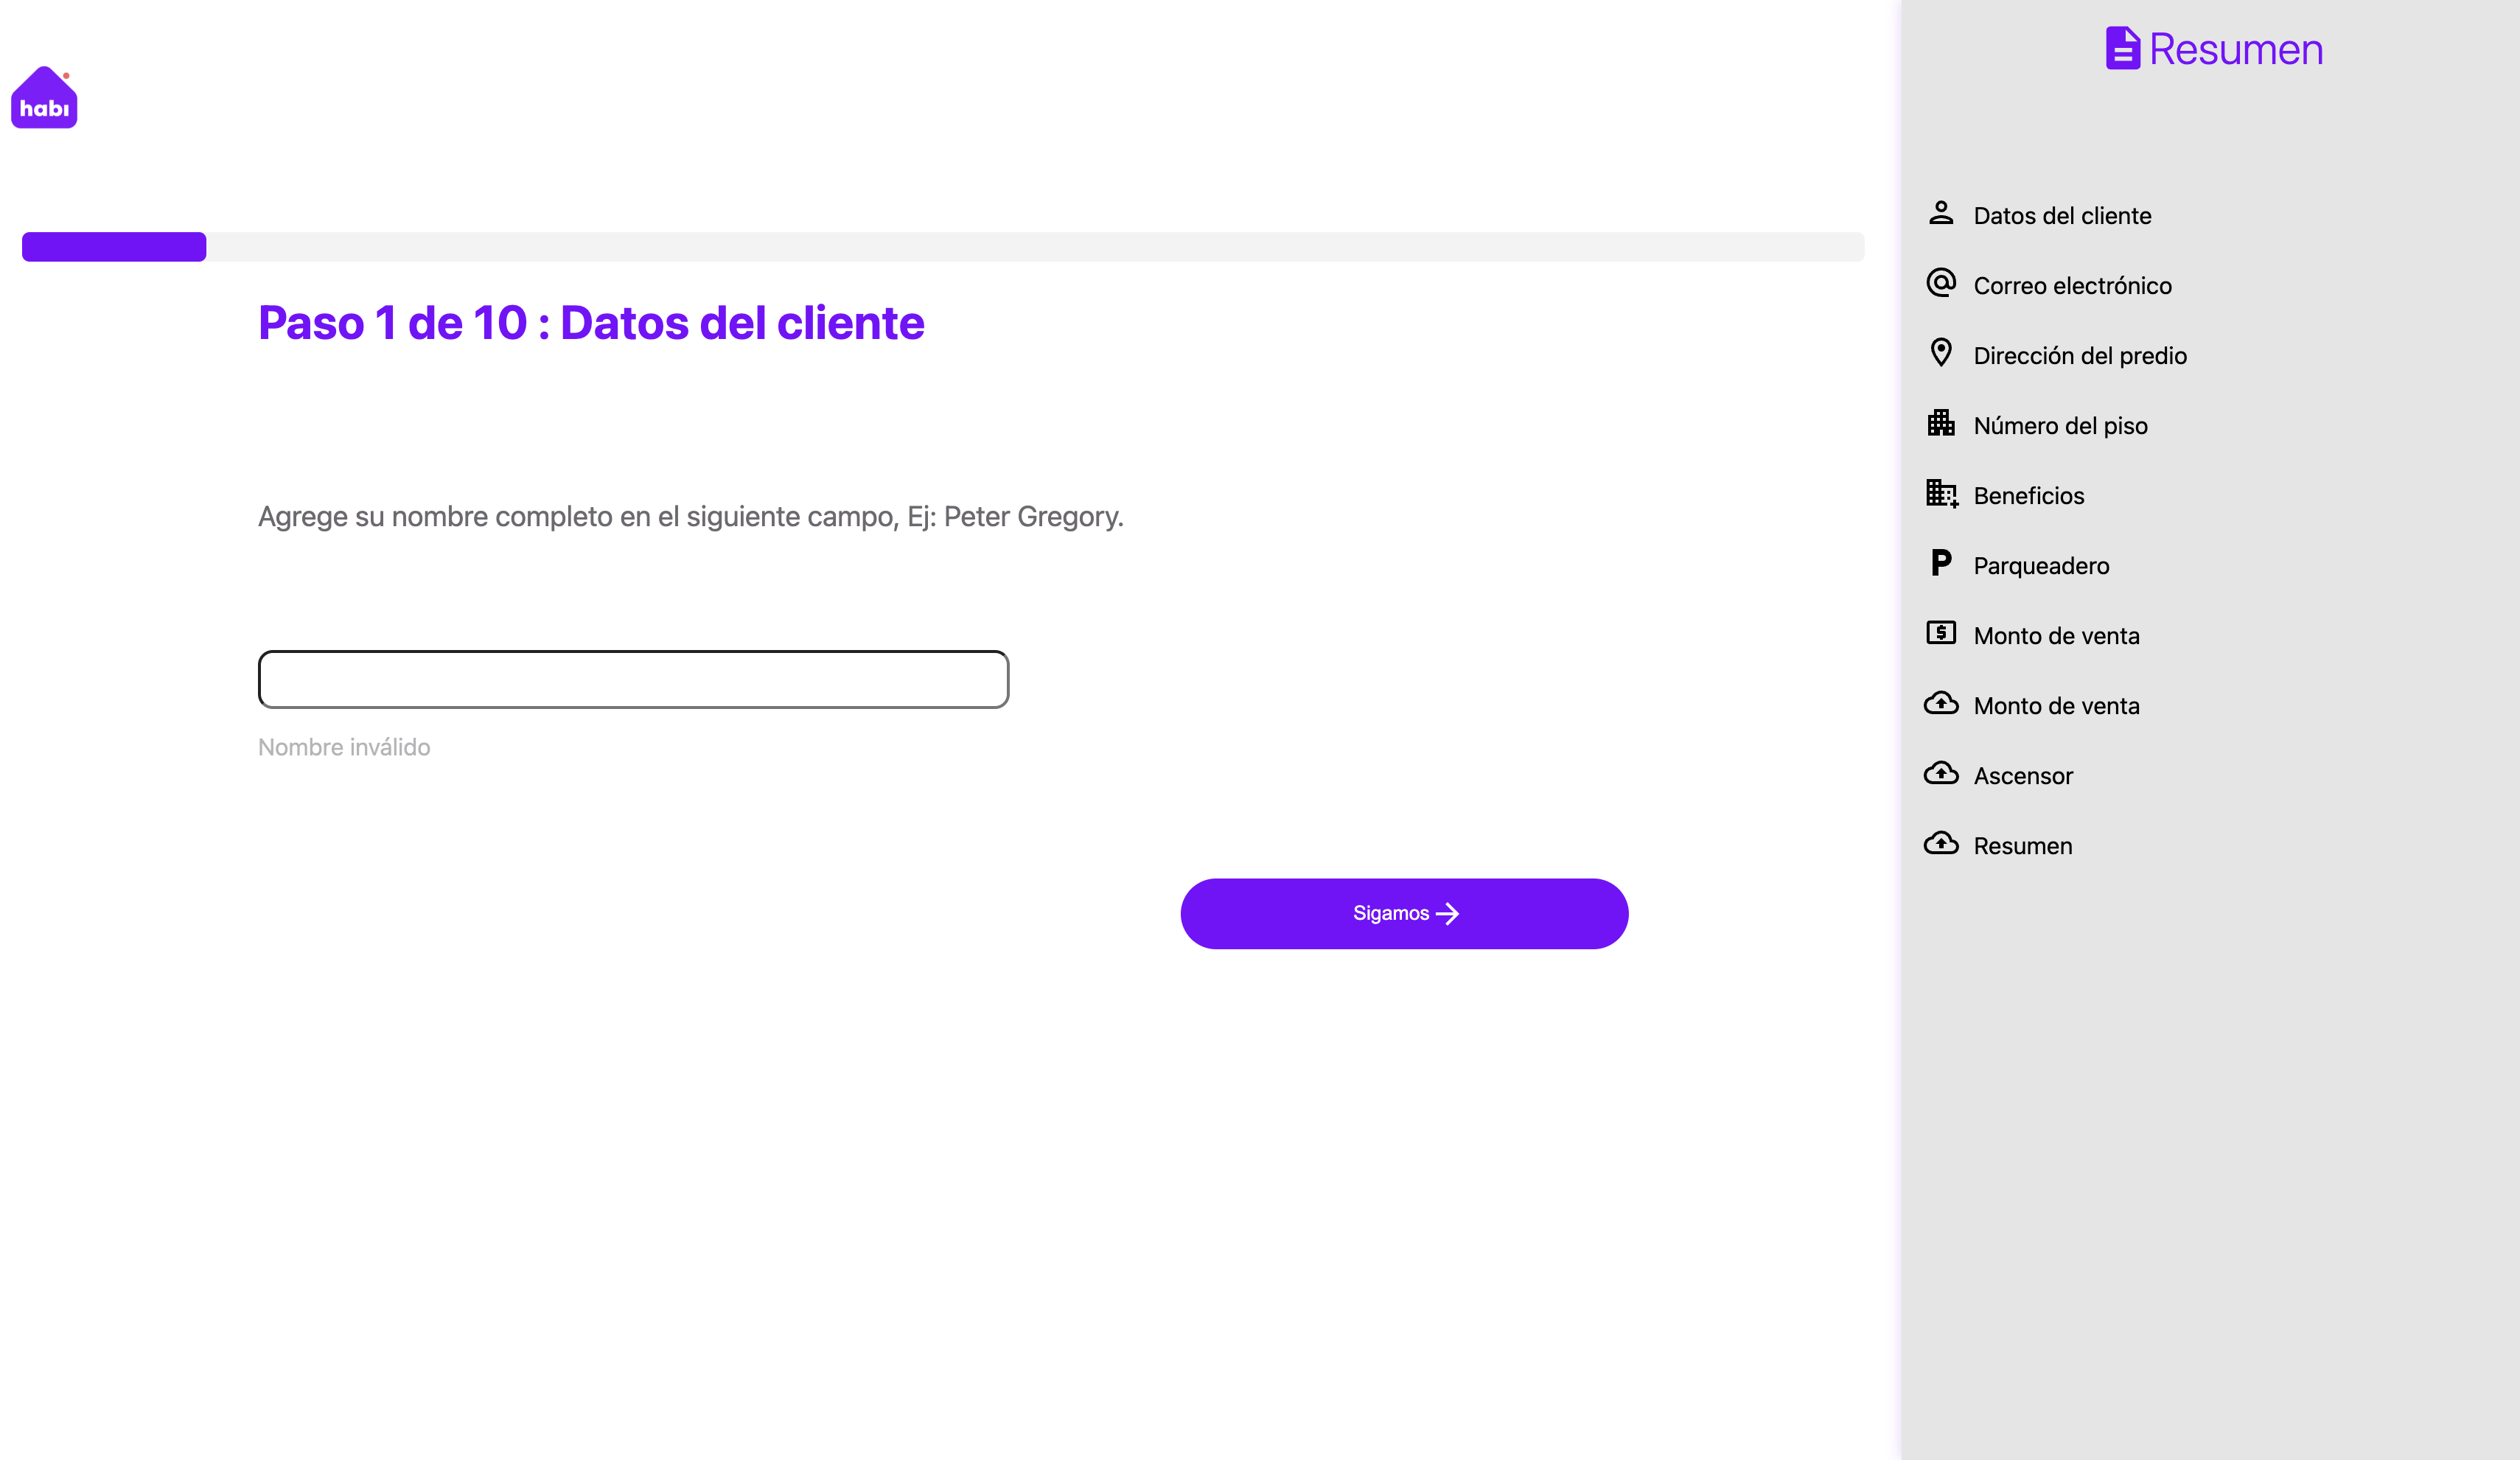 habi
Paso 1 de 10 : Datos del cliente
Agrege su nombre completo en el siguiente campo, Ej: Peter Gregory.
Nombre inválido
Sigamos
Resumen
Datos del cliente
Correo electrónico
Dirección del predio
Número del piso
Beneficios
P Parqueadero
$ Monto de venta
Monto de venta
Ascensor
Resumen